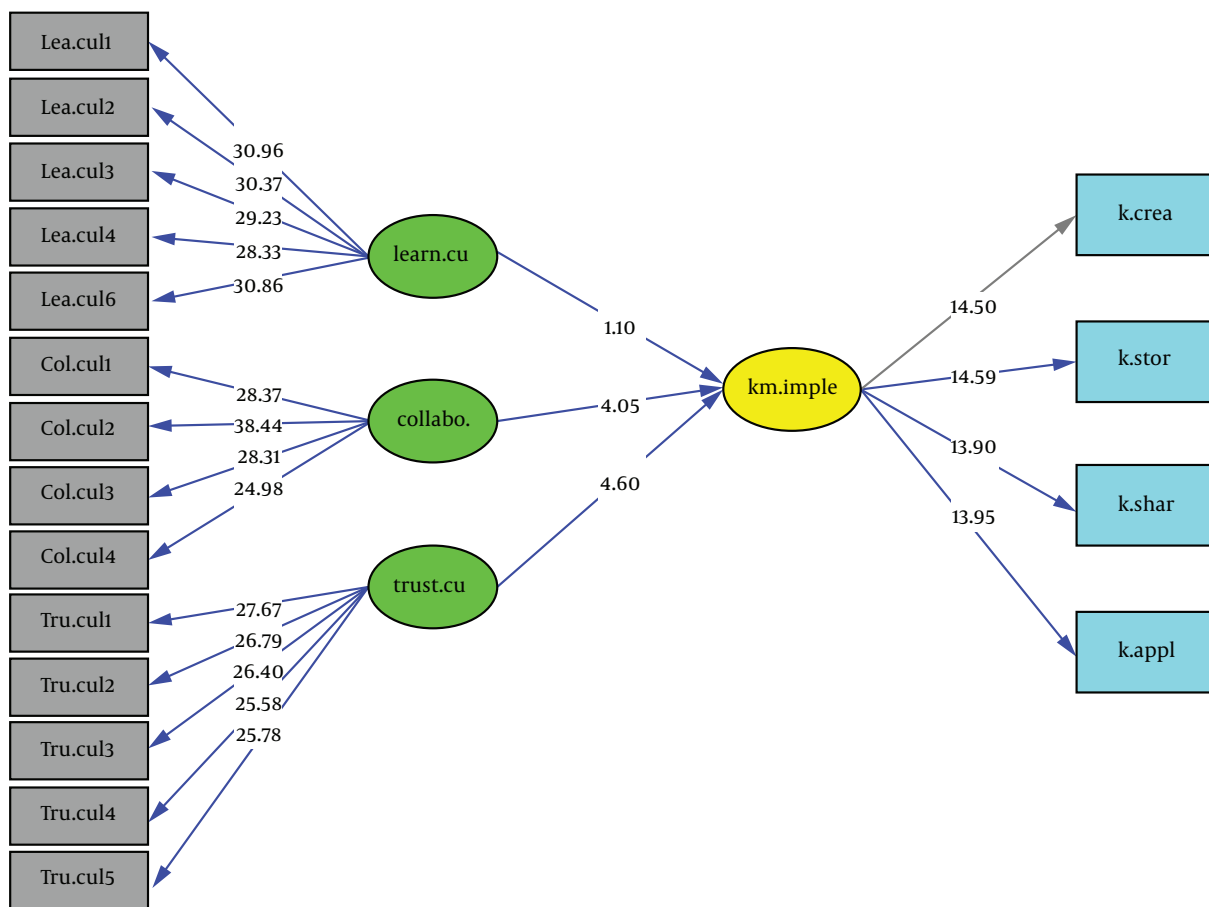 Lea.cul1
Lea.cul2
Lea.cul3
Lea.cul4
Lea.cul6
Col.cul1
Col.cul2
Col.cul3
Col.cul4
Tru.cul1
Tru.cul2
Tru.cul3
Tru.cul4
Tru.cul5
30.96
30.37
29.23
28.33
30.86
28.37
38.44
28.31
24.98
27.67
26.79
26.40
25.58
25.78
learn.cu
collabo.
trust.cu
1.10
4.05
4.60
km.imple
14.50
14.59
13.90
13.95
k.crea
k.stor
k.shar
k.appl